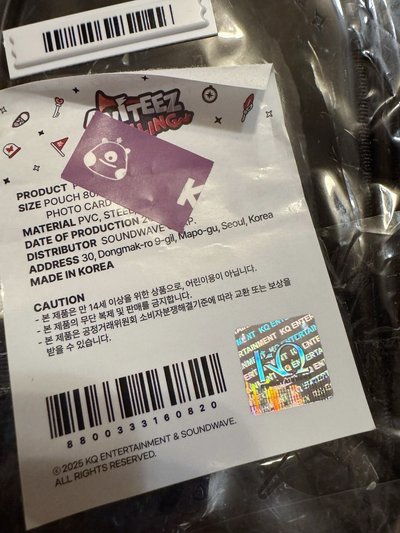 ATEEZ
K
PRODUCT
SIZE POUCH
PHOTO CARD
MATERIAL PVC, STEEL
DATE OF PRODUCTION
DISTRIBUTOR SOUNDWAVE
ADDRESS 30, Dongmak-ro 9-gil, Mapo-gu, Seoul, Korea
MADE IN KOREA
CAUTION
- 본 제품은 만 14세 이상을 위한 상품으로, 어린이용이 아닙니다.
- 본 제품의 무단 복제 및 판매를 금지합니다.
- 본 제품은 공정거래위원회 소비자분쟁해결기준에 따라 교환 또는 보상을
받을 수 있습니다.
KQ ENTERTAINMENT
KQ
8800333160820
ⓒ2025 KQ ENTERTAINMENT & SOUNDWAVE.
ALL RIGHTS RESERVED.